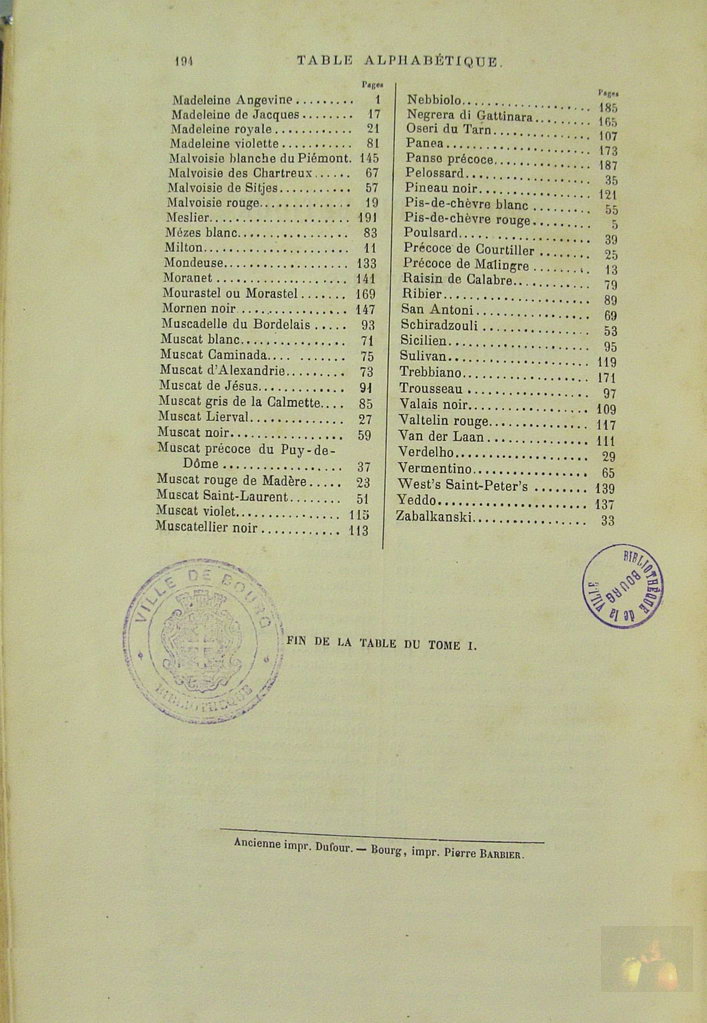 194 TABLE ALPHABÉTIQUE.
Pages
Madeleine Angevine......... 1
Madeleine de Jacques........ 17
Madeleine royale............ 21
Madeleine violette........... 81
Malvoisie blanche du Piémont. 145
Malvoisie des Chartreux...... 67
Malvoisie de Sitjes........... 57
Malvoisie rouge.............. 19
Meslier..................... 191
Mézes blanc................. 83
Milton...................... 11
Mondeuse................... 133
Moranet.................... 141
Mourastel ou Morastel....... 169
Mornen noir................ 147
Muscadelle du Bordelais..... 93
Muscat blanc............... 71
Muscat Caminada........... 75
Muscat d'Alexandrie......... 73
Muscat de Jésus............. 91
Muscat gris de la Calmette.... 85
Muscat Lierval.............. 27
Muscat noir................. 59
Muscat précoce du Puy-de-
Dôme.................. 37
Muscat rouge de Madère..... 23
Muscat Saint-Laurent........ 51
Muscat violet................ 115
Muscatellier noir............ 113
Pages
Nebbiolo................... 185
Negrera di Gattinara........ 165
Oseri du Tarn.............. 107
Panea..................... 173
Panse précoce.............. 187
Pelossard.................. 35
Pineau noir................ 121
Pis-de-chèvre blanc........ 55
Pis-de-chèvre rouge........ 5
Poulsard.................. 39
Précoce de Courtiller....... 25
Précoce de Malingre........ 13
Raisin de Calabre........... 79
Ribier..................... 89
San Antoni................ 69
Schiradzouli............... 53
Sicilien.................... 95
Sulivan.................... 119
Trebbiano.................. 171
Trousseau................. 97
Valais noir................. 109
Valtelin rouge.............. 117
Van der Laan.............. 111
Verdelho................... 29
Vermentino................ 65
West's Saint-Peter's........ 139
Yeddo..................... 137
Zabalkanski................ 33
VILLE DE BOURG
BIBLIOTHEQUE
BIBLIOTHÈQUE
de la VILLE
BOURG
FIN DE LA TABLE DU TOME I.
Ancienne impr. Dufour. — Bourg, impr. Pierre BARBIER.